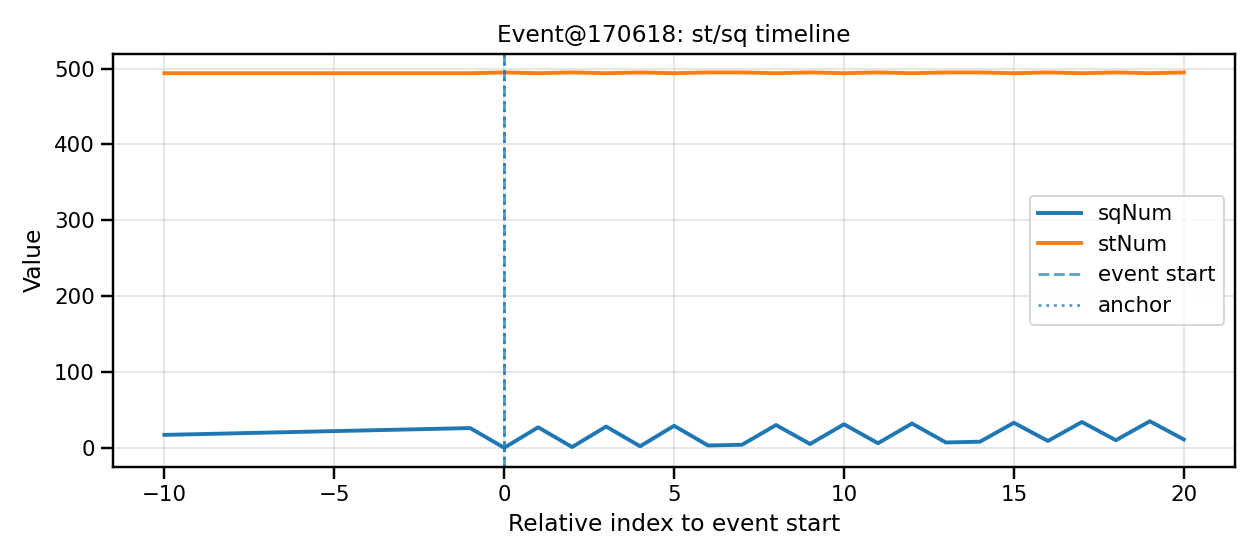 Event@170618: st/sq timeline
Value
500
400
300
200
100
0
sqNum
stNum
event start
anchor
−10
−5
0
5
10
15
20
Relative index to event start